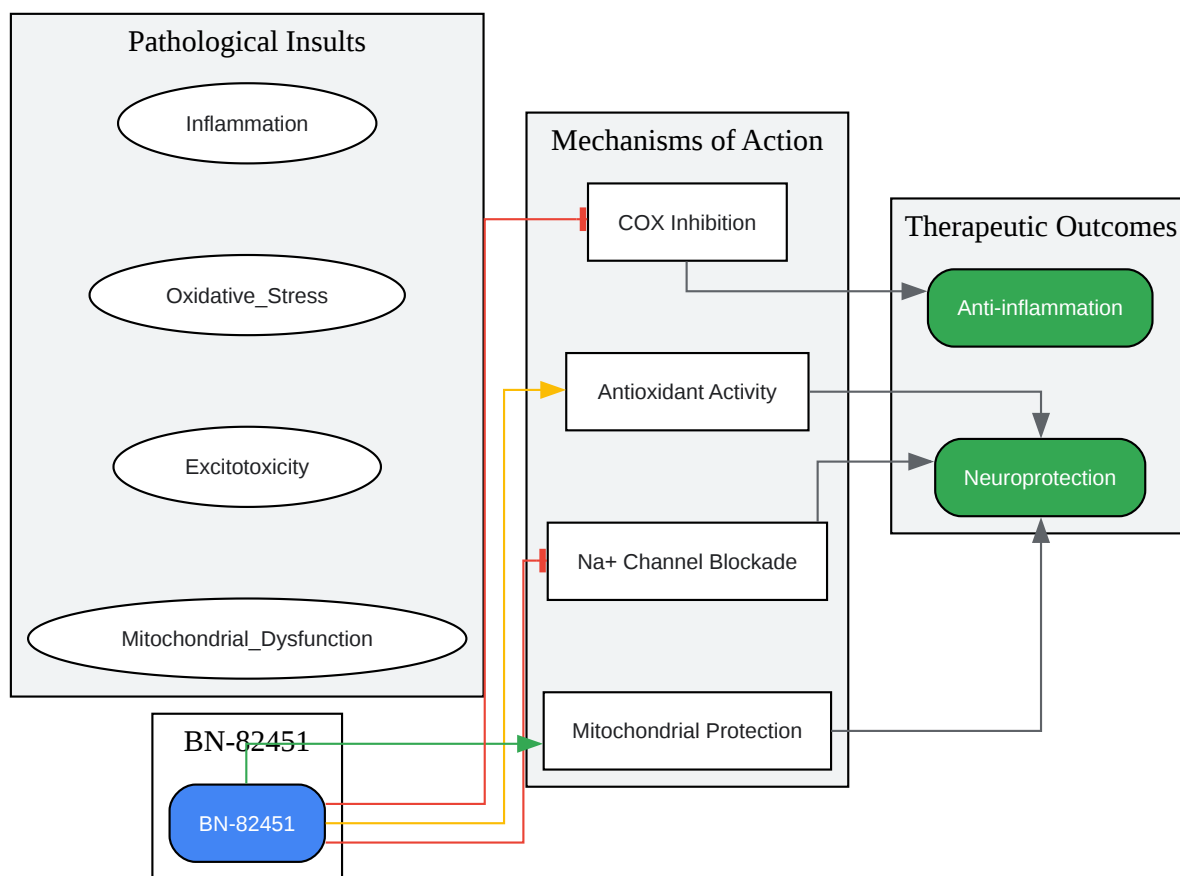 Pathological Insults
Inflammation
Oxidative_Stress
Excitotoxicity
Mitochondrial_Dysfunction
BN-82451
BN-82451
Mechanisms of Action
COX Inhibition
Antioxidant Activity
Na+ Channel Blockade
Mitochondrial Protection
Therapeutic Outcomes
Anti-inflammation
Neuroprotection